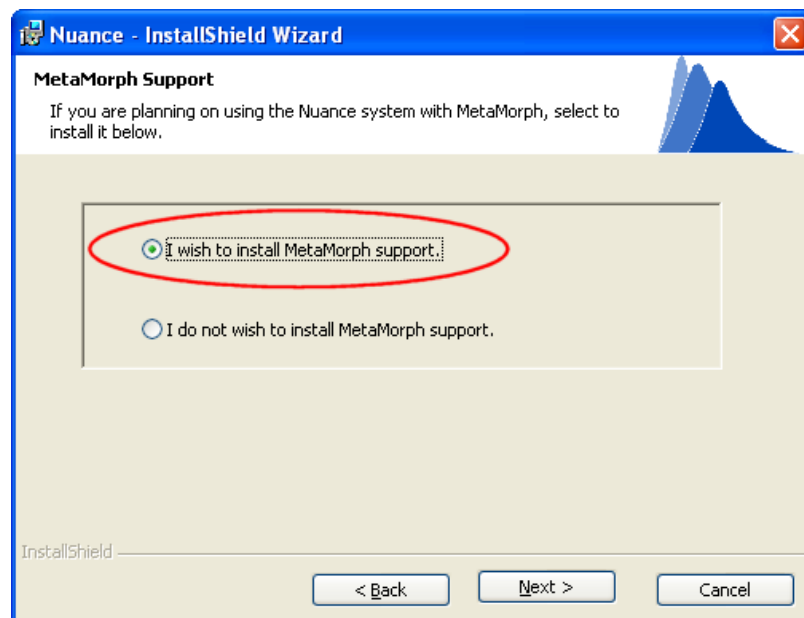 Nuance - InstallShield Wizard
MetaMorph Support
If you are planning on using the Nuance system with MetaMorph, select to
install it below.
I wish to install MetaMorph support.
I do not wish to install MetaMorph support.
InstallShield
< Back
Next >
Cancel